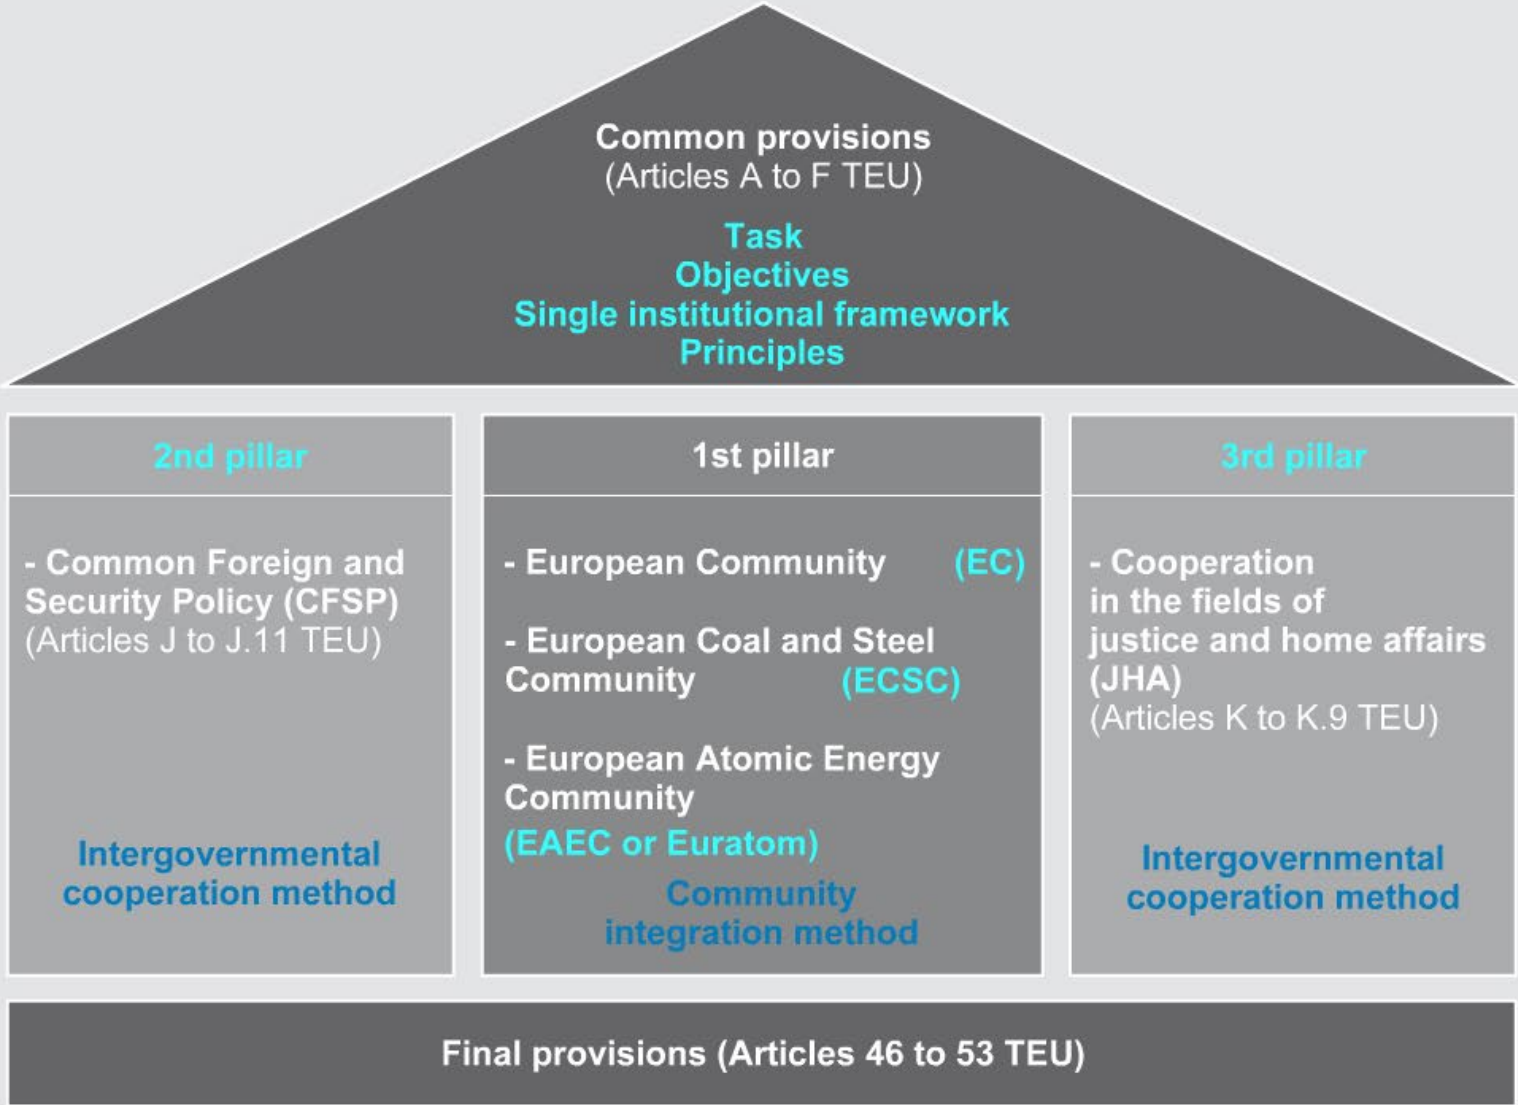 Common provisions
(Articles A to F TEU)
Task
Objectives
Single institutional framework
Principles
2nd pillar
- Common Foreign and
Security Policy (CFSP)
(Articles J to J.11 TEU)
Intergovernmental
cooperation method
1st pillar
- European Community (EC)
- European Coal and Steel
Community (ECSC)
- European Atomic Energy
Community
(EAEC or Euratom)
Community
integration method
3rd pillar
- Cooperation
in the fields of
justice and home affairs
(JHA)
(Articles K to K.9 TEU)
Intergovernmental
cooperation method
Final provisions (Articles 46 to 53 TEU)